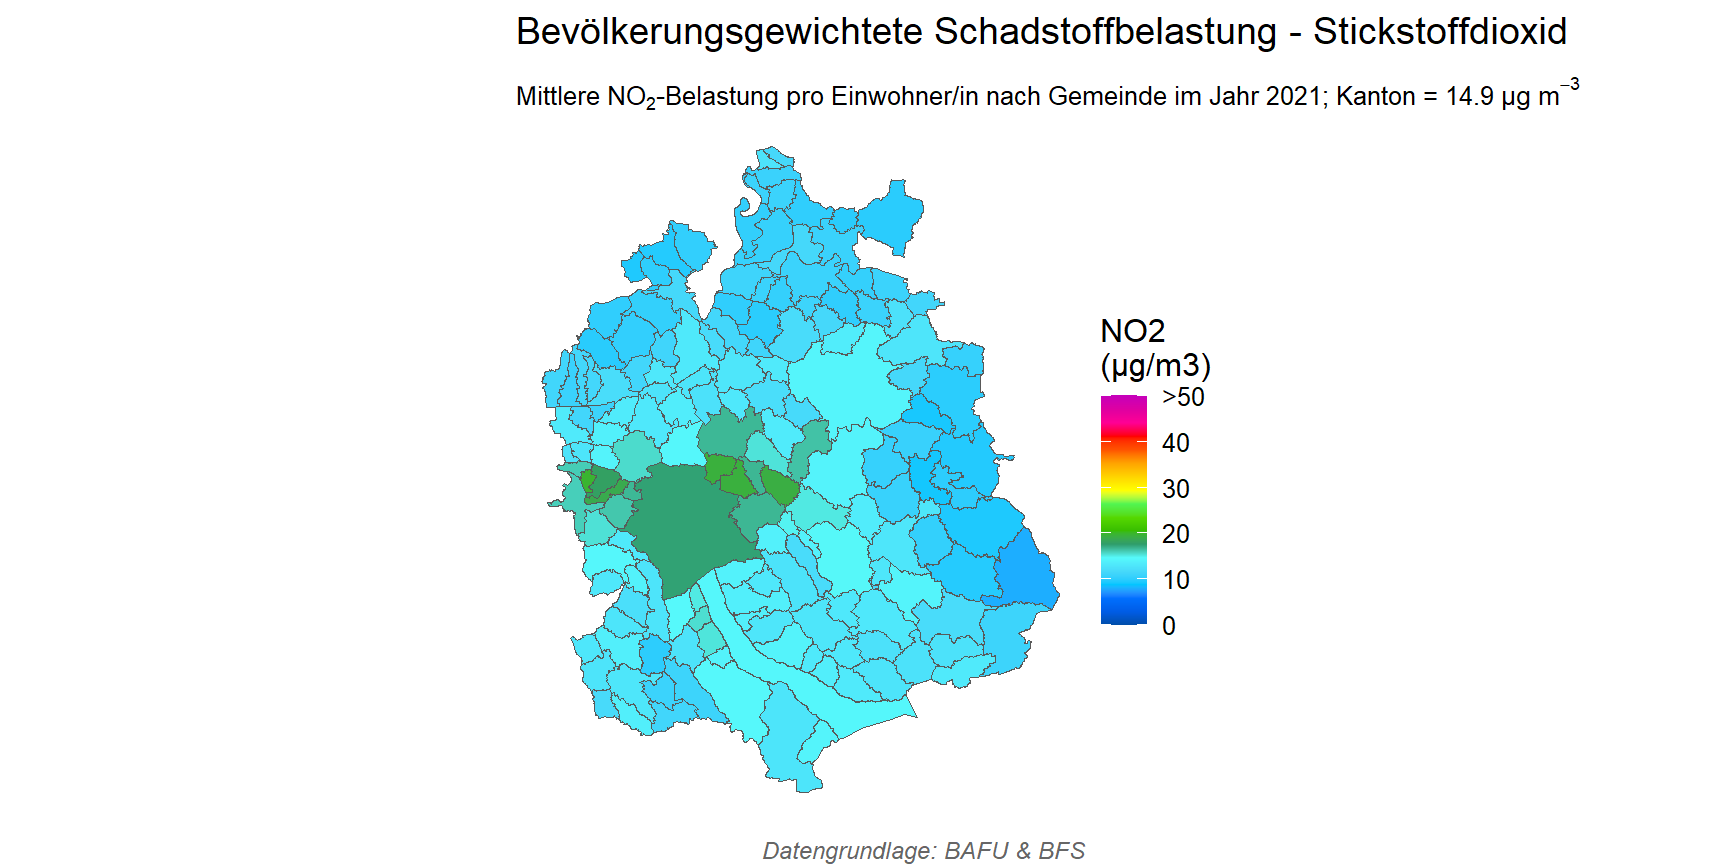 Bevölkerungsgewichtete Schadstoffbelastung - Stickstoffdioxid
Mittlere NO₂-Belastung pro Einwohner/in nach Gemeinde im Jahr 2021; Kanton = 14.9 µg m⁻³
NO2
(µg/m3)
>50
40
30
20
10
0
Datengrundlage: BAFU & BFS